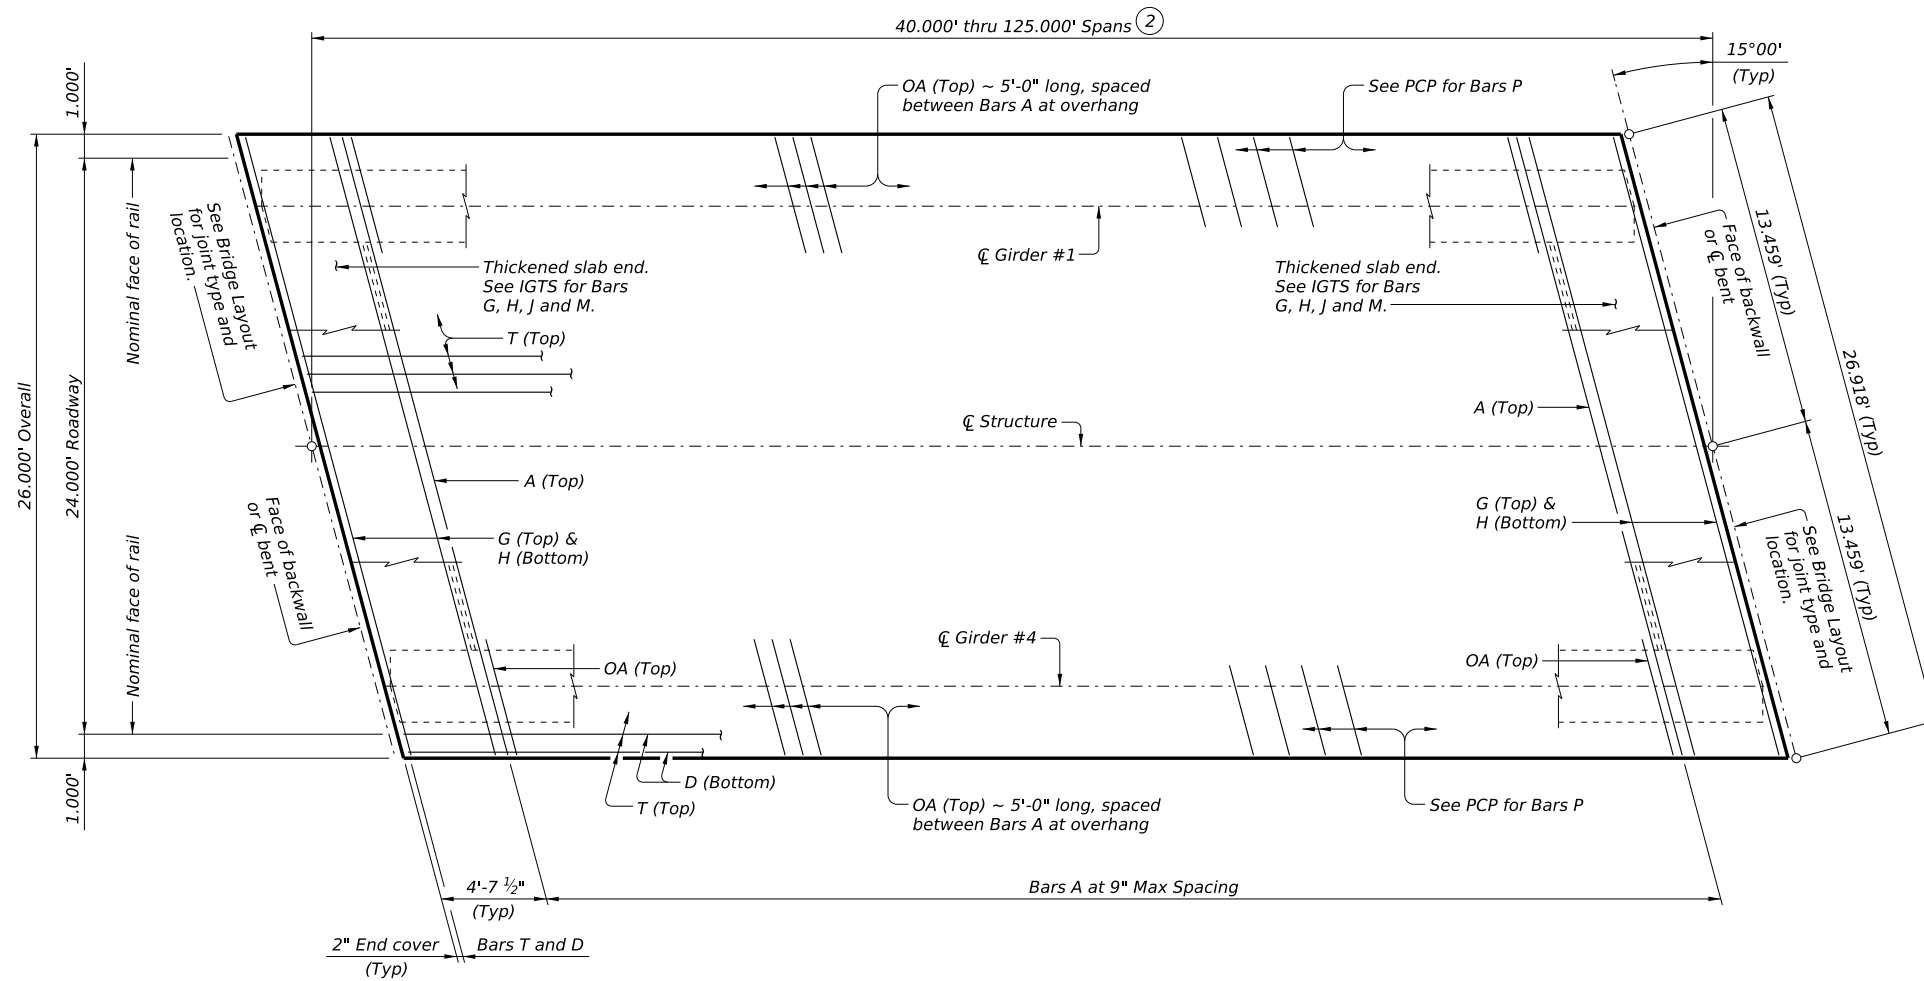 40.000' thru 125.000' Spans 2
15°00'
(Typ)
1.000'
OA (Top) ~ 5'-0" long, spaced
between Bars A at overhang
See PCP for Bars P
26.000' Overall
24.000' Roadway
Nominal face of rail
Nominal face of rail
See Bridge Layout
for joint type and
location.
℄ Girder #1
Thickened slab end.
See IGTS for Bars
G, H, J and M.
Thickened slab end.
See IGTS for Bars
G, H, J and M.
Face of backwall
or ℄ bent
13.459' (Typ)
26.918' (Typ)
T (Top)
A (Top)
℄ Structure
A (Top)
Face of backwall
or ℄ bent
G (Top) &
H (Bottom)
G (Top) &
H (Bottom)
See Bridge Layout
for joint type and
location.
13.459' (Typ)
℄ Girder #4
OA (Top)
OA (Top)
D (Bottom)
T (Top)
1.000'
OA (Top) ~ 5'-0" long, spaced
between Bars A at overhang
See PCP for Bars P
4'-7 ½"
(Typ)
Bars A at 9" Max Spacing
2" End cover
(Typ)
Bars T and D